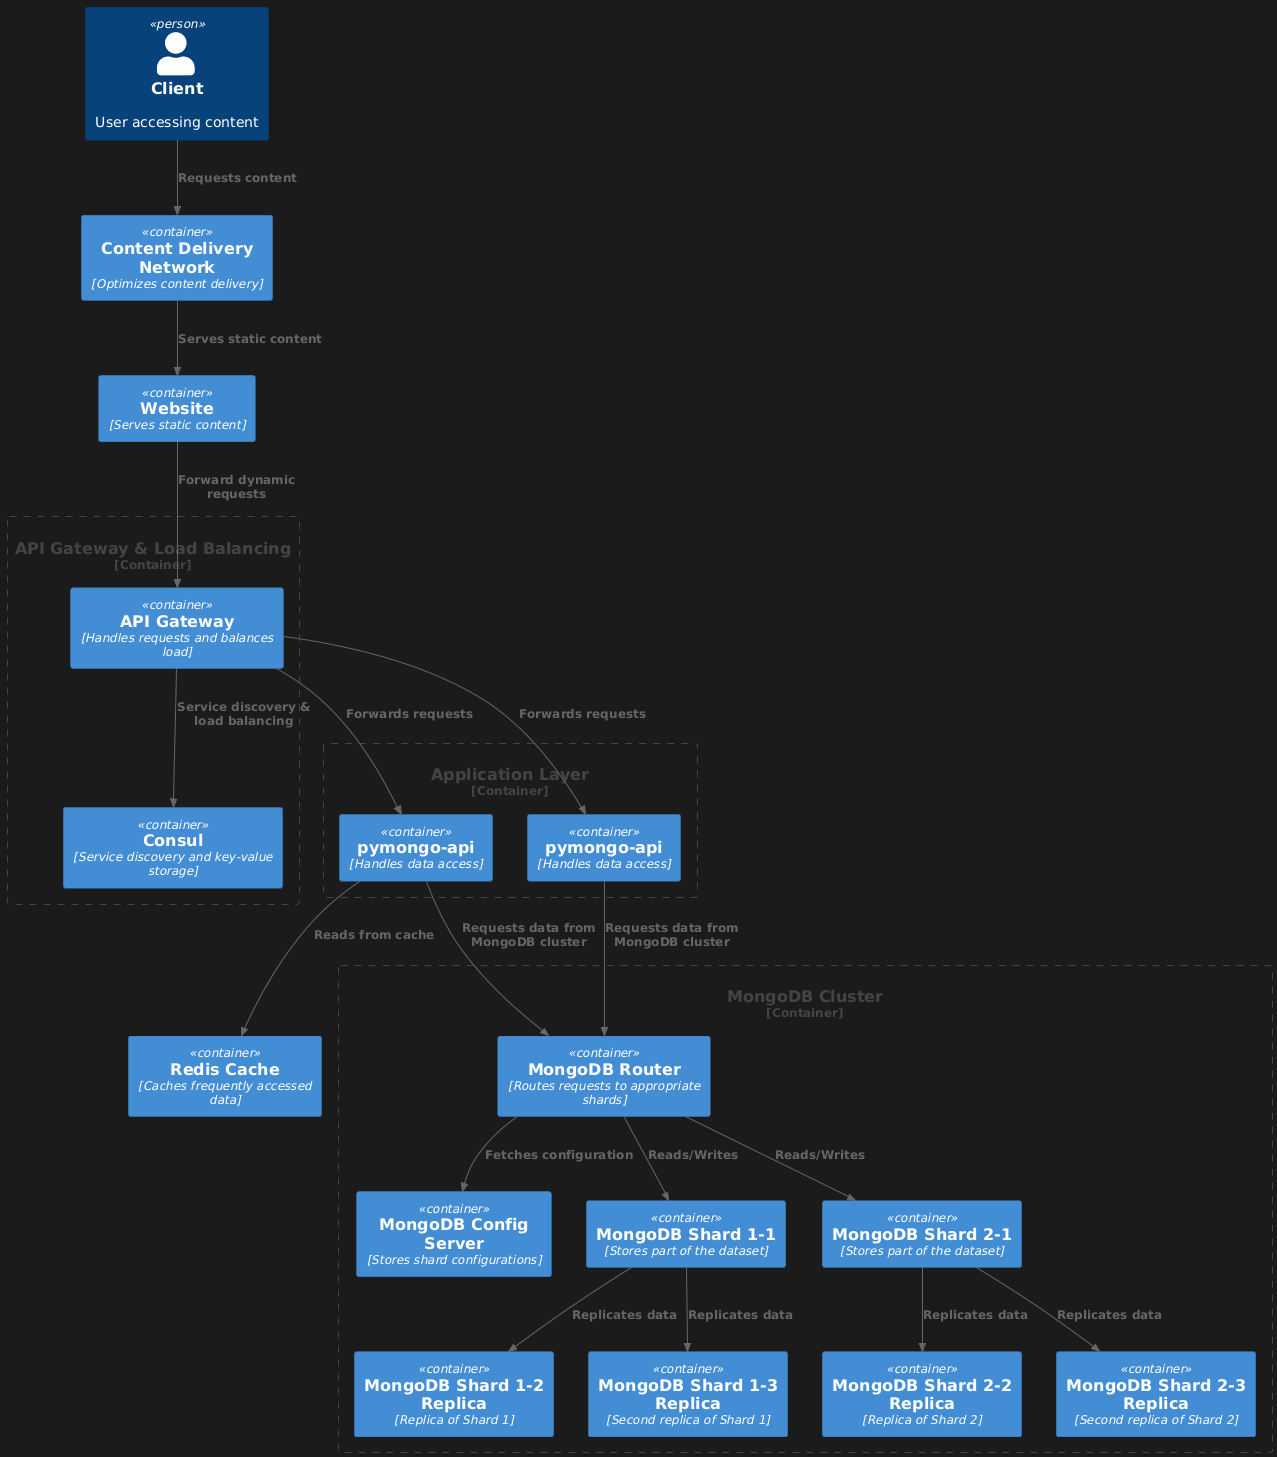 «person»
Client
User accessing content
Requests content
«container»
Content Delivery
Network
[Optimizes content delivery]
Serves static content
«container»
Website
[Serves static content]
Forward dynamic
requests
API Gateway & Load Balancing
[Container]
«container»
API Gateway
[Handles requests and balances
load]
Service discovery &
load balancing
Forwards requests
Forwards requests
Application Layer
[Container]
«container»
Consul
[Service discovery and key-value
storage]
«container»
pymongo-api
[Handles data access]
«container»
pymongo-api
[Handles data access]
Reads from cache
Requests data from
MongoDB cluster
Requests data from
MongoDB cluster
MongoDB Cluster
[Container]
«container»
Redis Cache
[Caches frequently accessed
data]
«container»
MongoDB Router
[Routes requests to appropriate
shards]
Fetches configuration
Reads/Writes
Reads/Writes
«container»
MongoDB Config
Server
[Stores shard configurations]
«container»
MongoDB Shard 1-1
[Stores part of the dataset]
«container»
MongoDB Shard 2-1
[Stores part of the dataset]
Replicates data
Replicates data
Replicates data
Replicates data
«container»
MongoDB Shard 1-2
Replica
[Replica of Shard 1]
«container»
MongoDB Shard 1-3
Replica
[Second replica of Shard 1]
«container»
MongoDB Shard 2-2
Replica
[Replica of Shard 2]
«container»
MongoDB Shard 2-3
Replica
[Second replica of Shard 2]